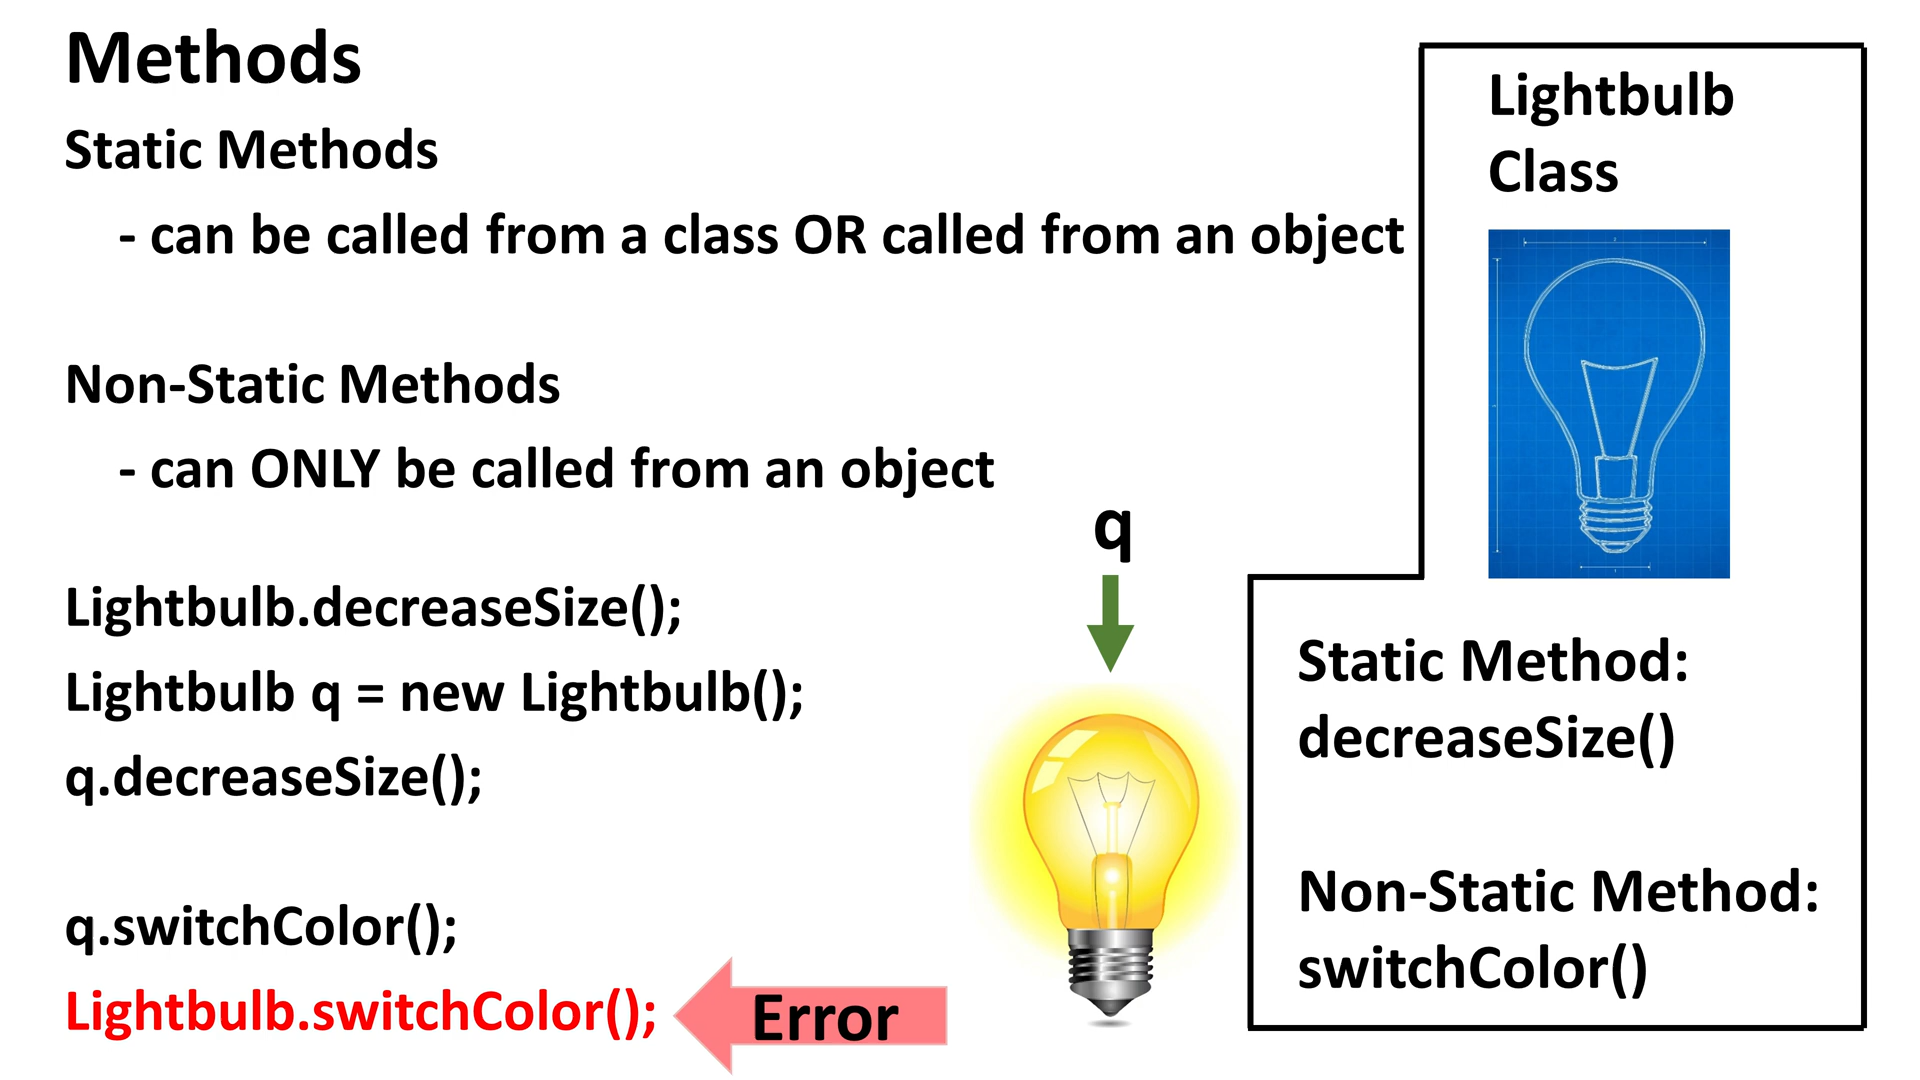 Methods
Static Methods
- can be called from a class OR called from an object
Non-Static Methods
- can ONLY be called from an object
Lightbulb.decreaseSize();
Lightbulb q = new Lightbulb();
q.decreaseSize();
q.switchColor();
Lightbulb.switchColor();
Error
q
Lightbulb
Class
Static Method:
decreaseSize()
Non-Static Method:
switchColor()